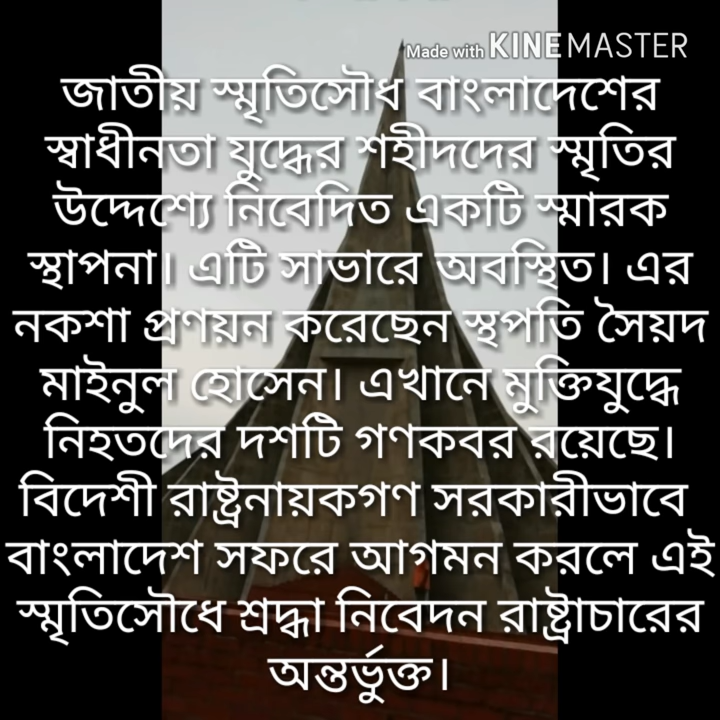 Made with KINEMASTER
জাতীয় স্মৃতিসৌধ বাংলাদেশের
স্বাধীনতা যুদ্ধের শহীদদের স্মৃতির
উদ্দেশ্যে নিবেদিত একটি স্মারক
স্থাপনা। এটি সাভারে অবস্থিত। এর
নকশা প্রণয়ন করেছেন স্থপতি সৈয়দ
মাইনুল হোসেন। এখানে মুক্তিযুদ্ধে
নিহতদের দশটি গণকবর রয়েছে।
বিদেশী রাষ্ট্রনায়কগণ সরকারীভাবে
বাংলাদেশ সফরে আগমন করলে এই
স্মৃতিসৌধে শ্রদ্ধা নিবেদন রাষ্ট্রাচারের
অন্তর্ভুক্ত।